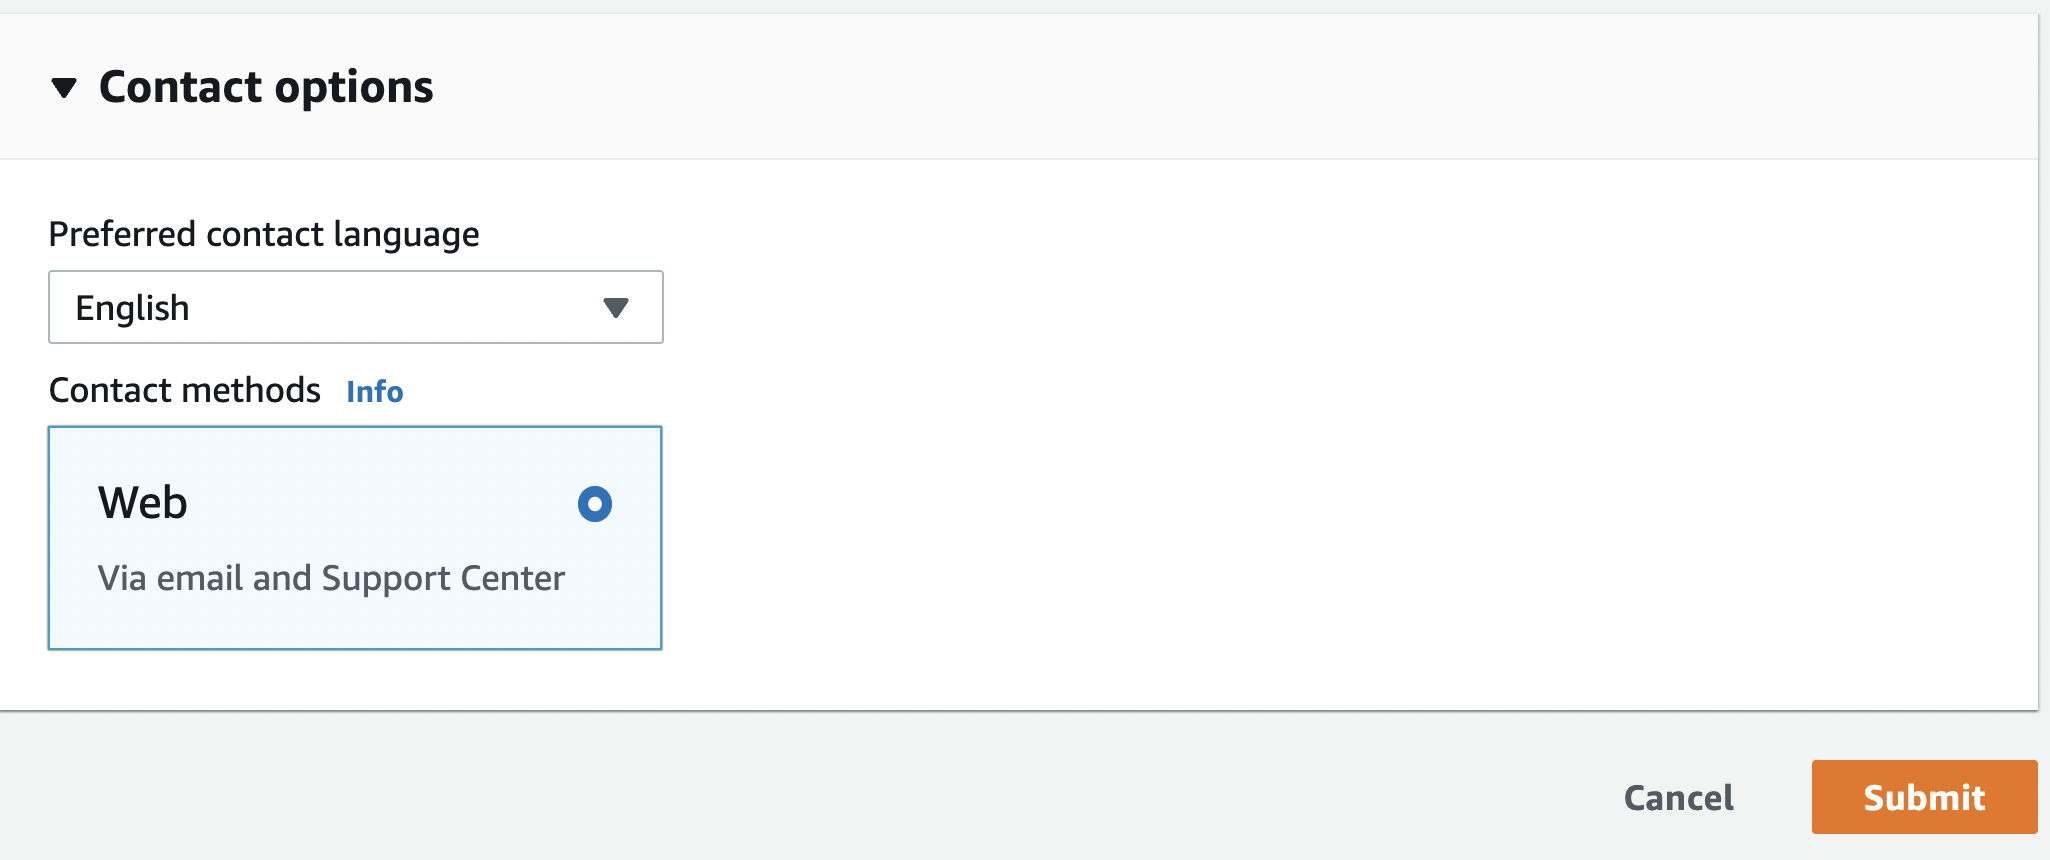 Contact options
Preferred contact language
English
Contact methods Info
Web
Via email and Support Center
Cancel Submit